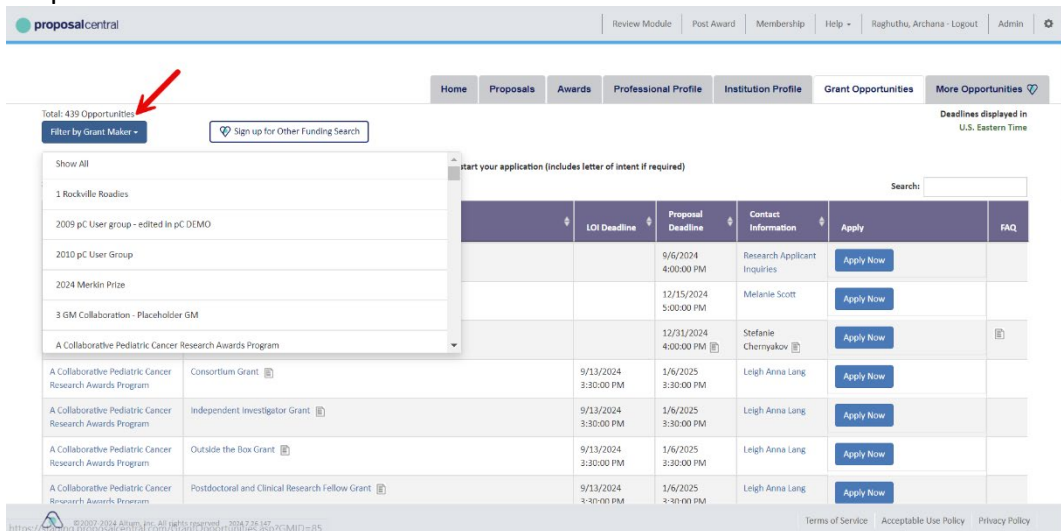 proposalcentral
Review Module Post Award Membership Help Raghuthu, Archana - Logout Admin
Home Proposals Awards Professional Profile Institution Profile Grant Opportunities More Opportunities
Total: 439 Opportunities
Deadlines displayed in
U.S. Eastern Time
Filter by Grant Maker
Sign up for Other Funding Search
Show All
1 Rockville Roadies
2009 pC User group - edited in pC DEMO
2010 pC User Group
2024 Merkin Prize
3 GM Collaboration - Placeholder GM
A Collaborative Pediatric Cancer Research Awards Program
start your application (includes letter of intent if required)
Search:
LOI Deadline Proposal Deadline Contact Information Apply FAQ
9/6/2024 4:00:00 PM Research Applicant Inquiries Apply Now
12/15/2024 5:00:00 PM Melanie Scott Apply Now
12/31/2024 4:00:00 PM Stefanie Chernyakov Apply Now
A Collaborative Pediatric Cancer Research Awards Program Consortium Grant 9/13/2024 3:30:00 PM 1/6/2025 3:30:00 PM Leigh Anna Lang Apply Now
A Collaborative Pediatric Cancer Research Awards Program Independent Investigator Grant 9/13/2024 3:30:00 PM 1/6/2025 3:30:00 PM Leigh Anna Lang Apply Now
A Collaborative Pediatric Cancer Research Awards Program Outside the Box Grant 9/13/2024 3:30:00 PM 1/6/2025 3:30:00 PM Leigh Anna Lang Apply Now
A Collaborative Pediatric Cancer Research Awards Program Postdoctoral and Clinical Research Fellow Grant 9/13/2024 3:30:00 PM 1/6/2025 3:30:00 PM Leigh Anna Lang Apply Now
©2007-2024 Altum, Inc. All rights reserved
Terms of Service Acceptable Use Policy Privacy Policy